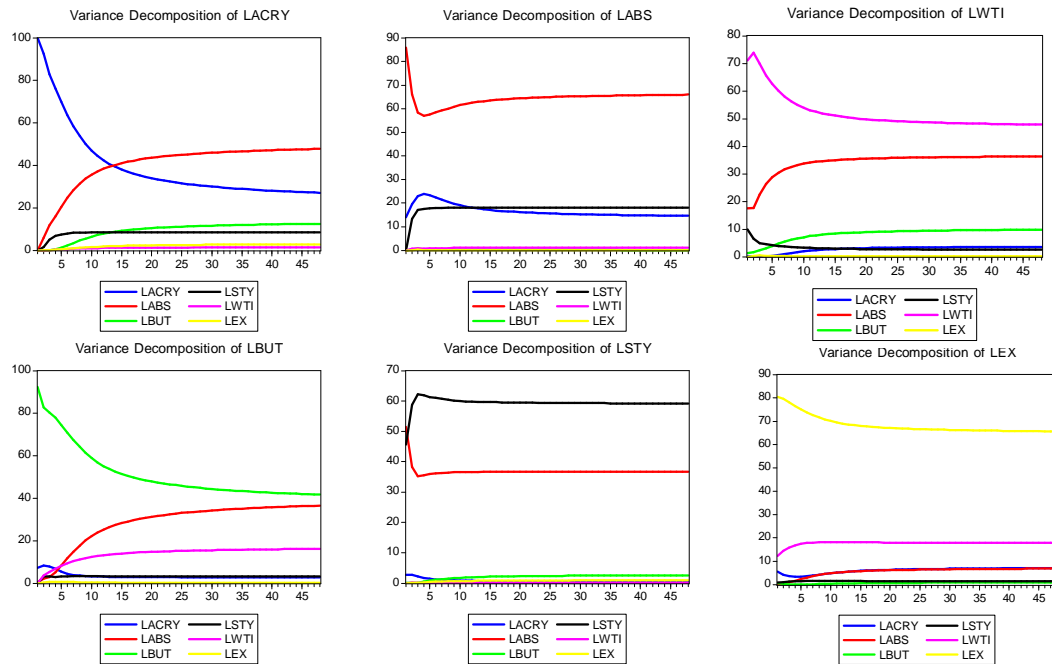 Variance Decomposition of LACRY
100
80
60
40
20
0
5 10 15 20 25 30 35 40 45
LACRY LSTY
LABS LWTI
LBUT LEX
Variance Decomposition of LABS
90
80
70
60
50
40
30
20
10
0
5 10 15 20 25 30 35 40 45
LACRY LSTY
LABS LWTI
LBUT LEX
Variance Decomposition of LWTI
80
70
60
50
40
30
20
10
0
5 10 15 20 25 30 35 40 45
LACRY LSTY
LABS LWTI
LBUT LEX
Variance Decomposition of LBUT
100
80
60
40
20
0
5 10 15 20 25 30 35 40 45
LACRY LSTY
LABS LWTI
LBUT LEX
Variance Decomposition of LSTY
70
60
50
40
30
20
10
0
5 10 15 20 25 30 35 40 45
LACRY LSTY
LABS LWTI
LBUT LEX
Variance Decomposition of LEX
90
80
70
60
50
40
30
20
10
0
5 10 15 20 25 30 35 40 45
LACRY LSTY
LABS LWTI
LBUT LEX